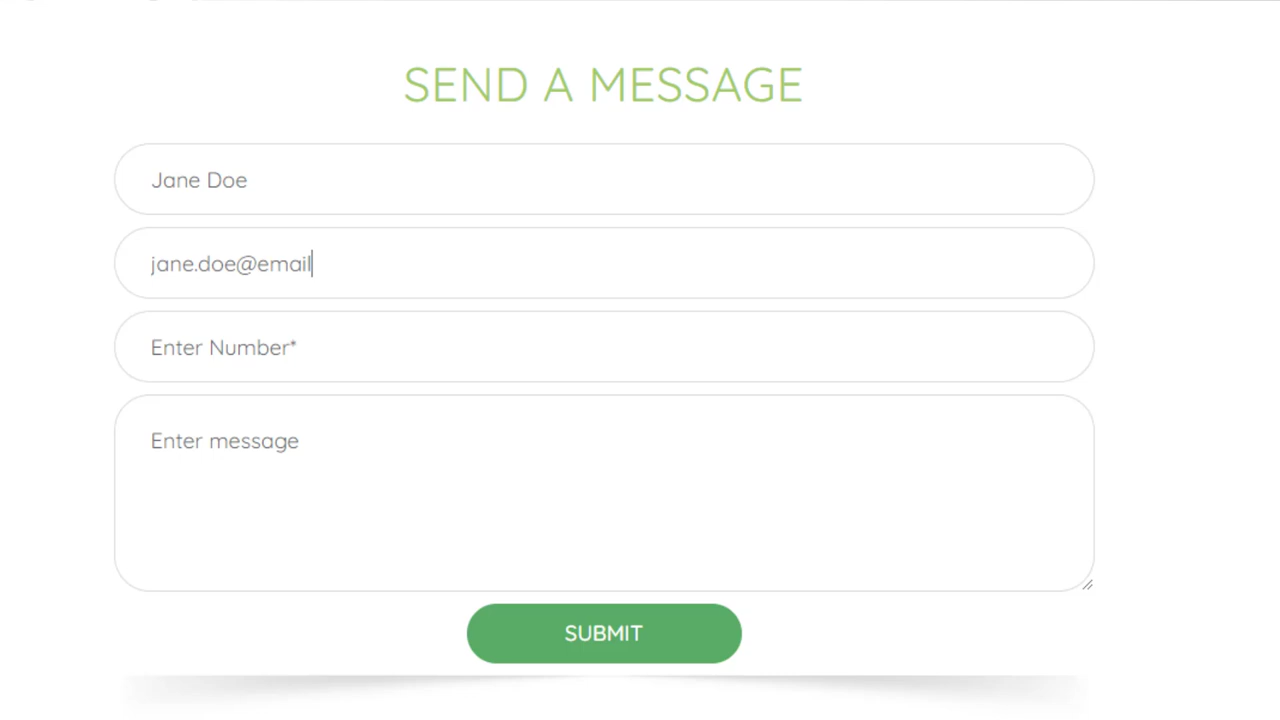 SEND A MESSAGE
Jane Doe
jane.doe@email
Enter Number*
Enter message
SUBMIT